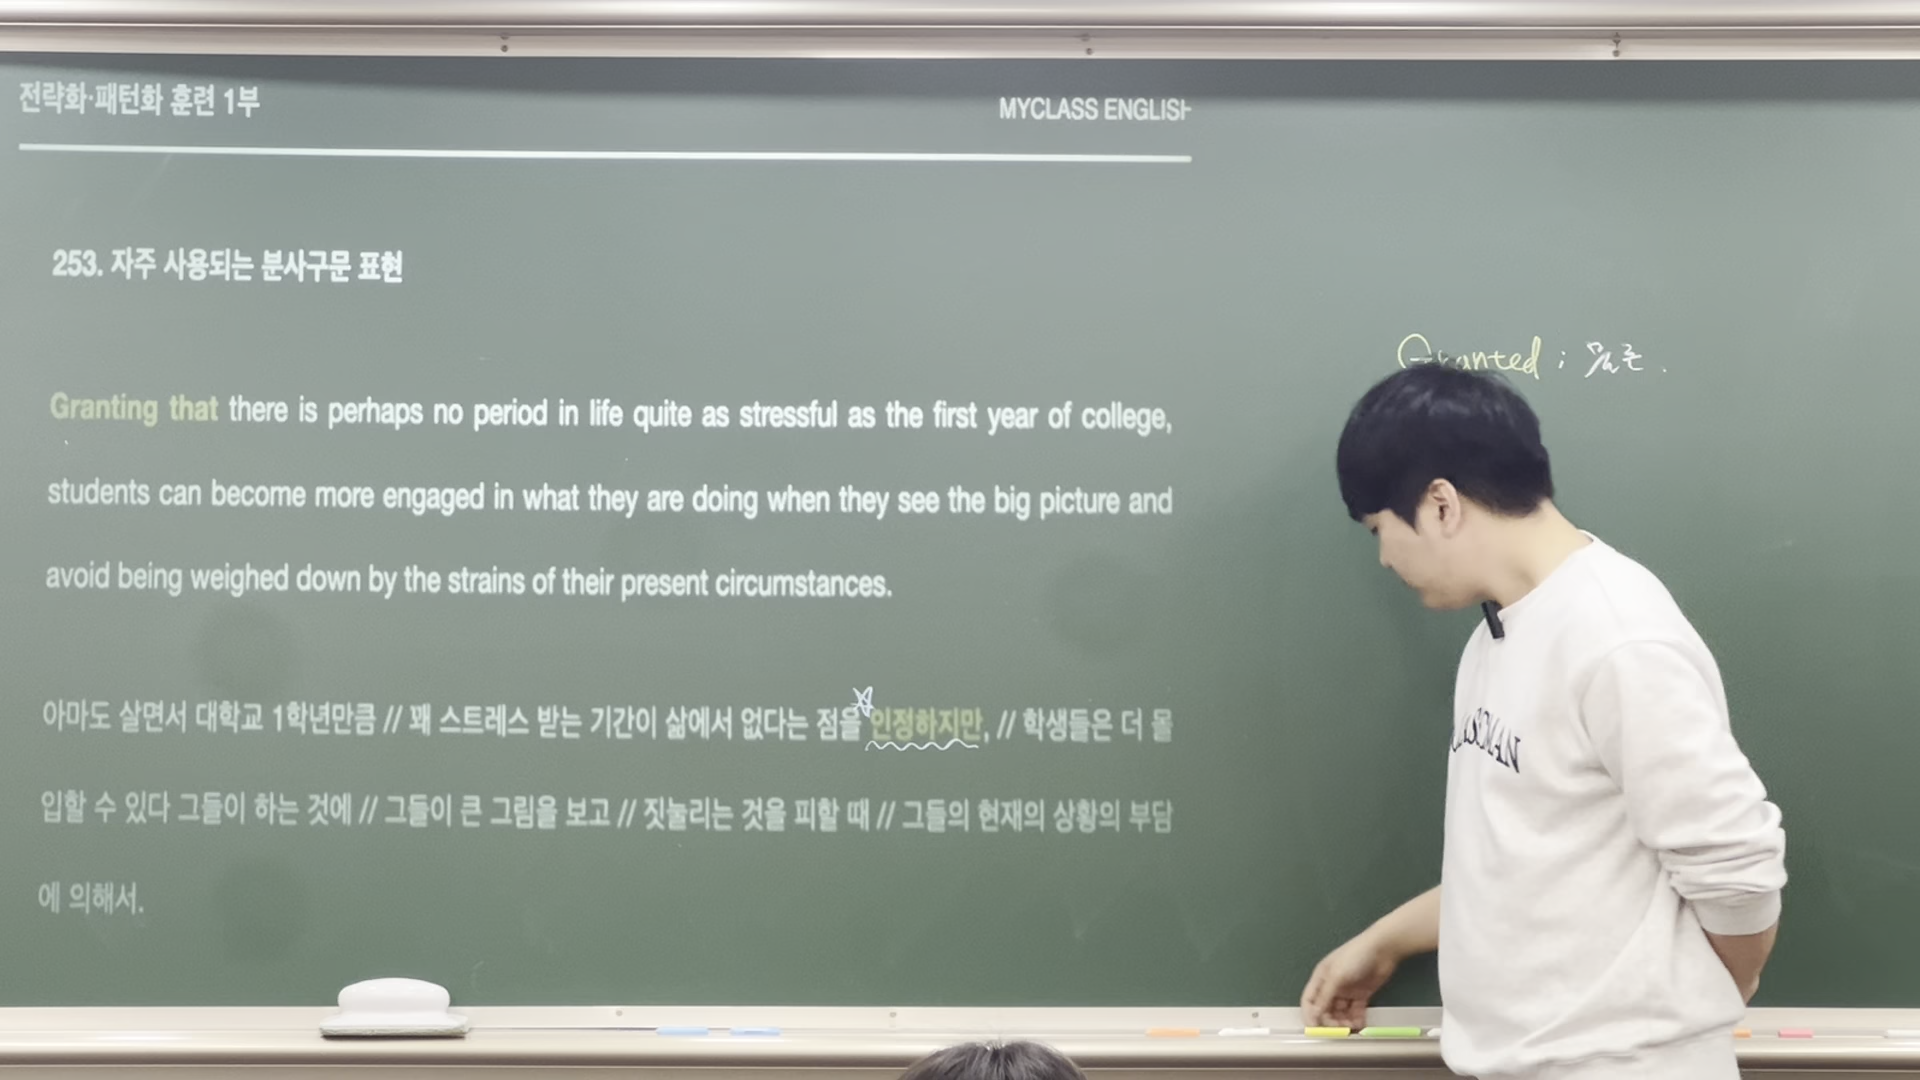 전략화·패턴화 훈련 1부
MYCLASS ENGLISH
253. 자주 사용되는 분사구문 표현
Granted ; 물론.
Granting that there is perhaps no period in life quite as stressful as the first year of college,
students can become more engaged in what they are doing when they see the big picture and
avoid being weighed down by the strains of their present circumstances.
아마도 살면서 대학교 1학년만큼 // 꽤 스트레스 받는 기간이 삶에서 없다는 점을 인정하지만, // 학생들은 더 몰
입할 수 있다 그들이 하는 것에 // 그들이 큰 그림을 보고 // 짓눌리는 것을 피할 때 // 그들의 현재의 상황의 부담
에 의해서.